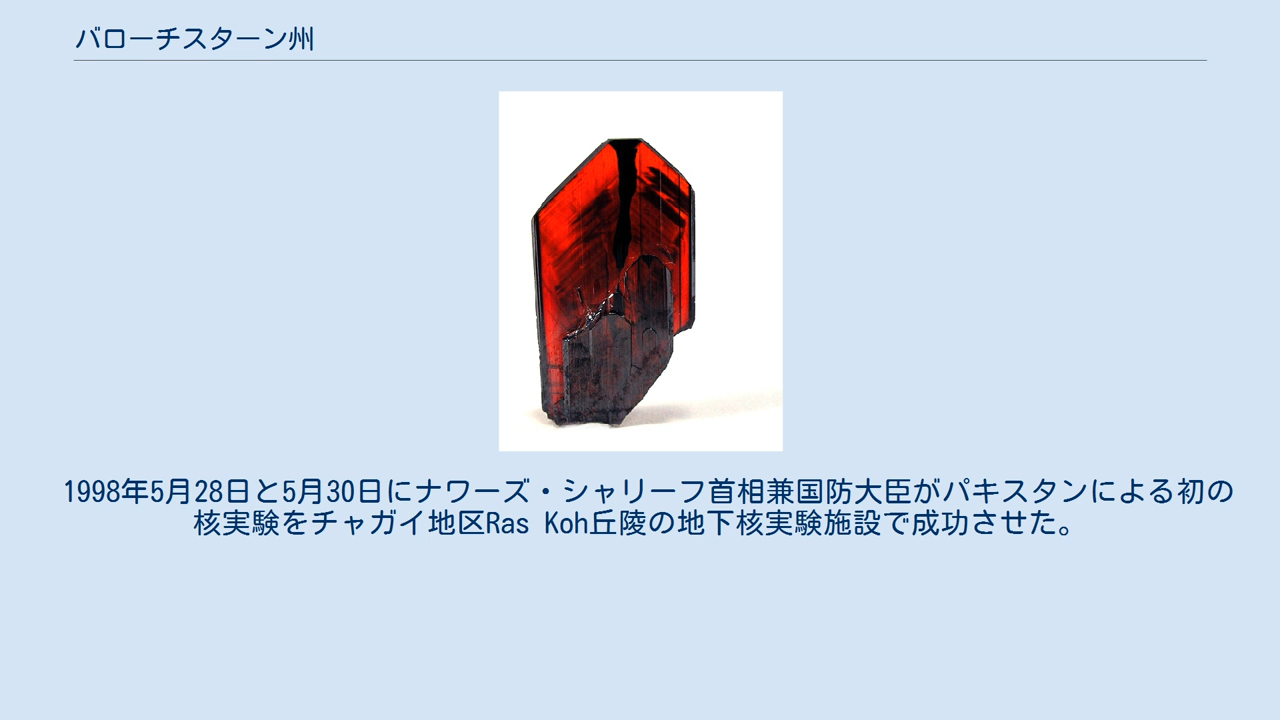 バローチスターン州
1998年5月28日と5月30日にナワーズ・シャリーフ首相兼国防大臣がパキスタンによる初の
核実験をチャガイ地区Ras Koh丘陵の地下核実験施設で成功させた。